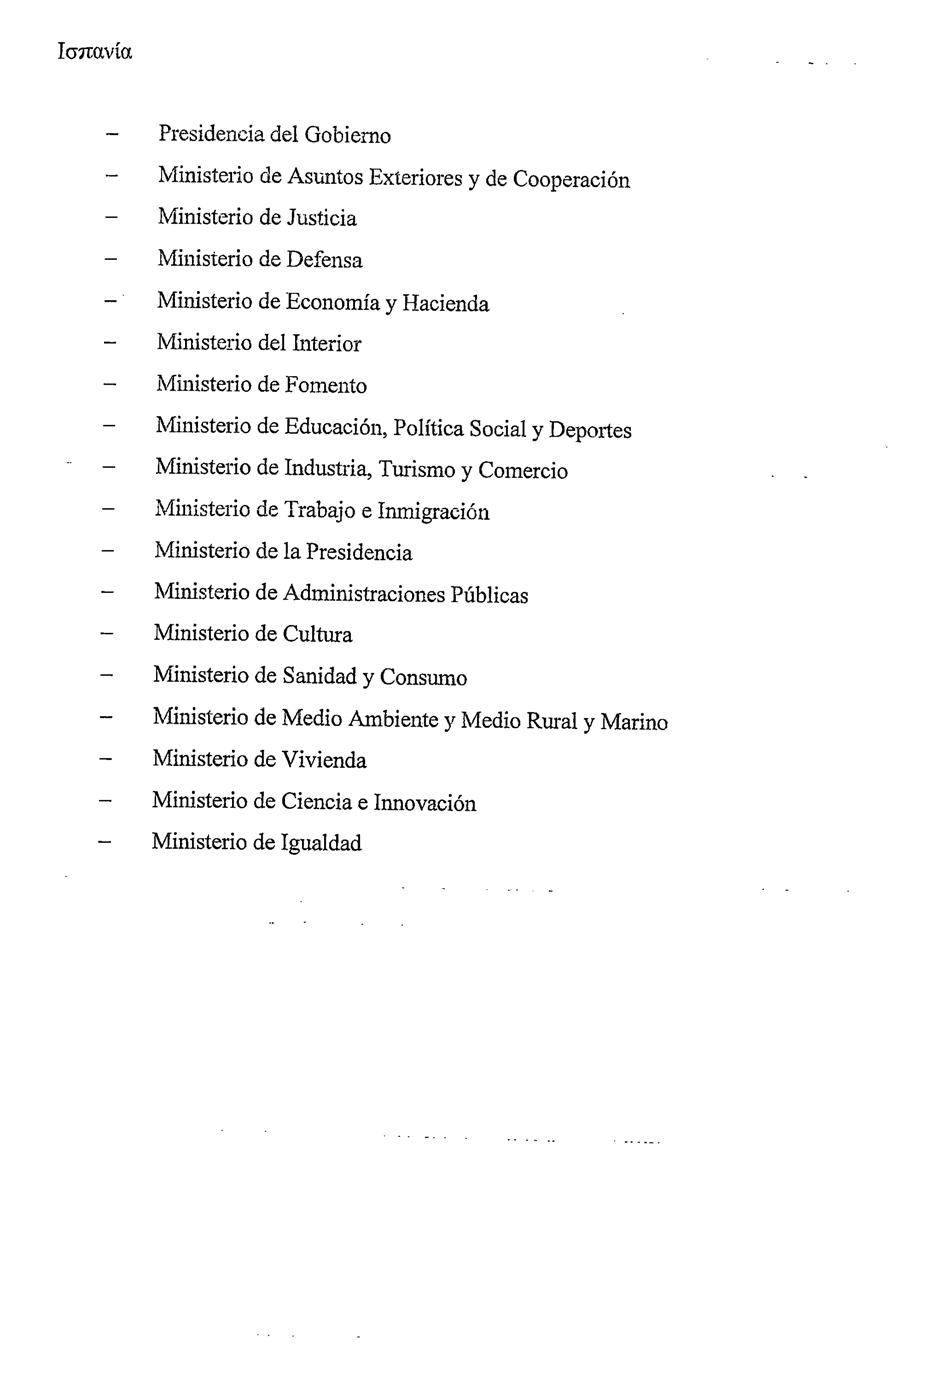 Ισπανία
– Presidencia del Gobierno
– Ministerio de Asuntos Exteriores y de Cooperación
– Ministerio de Justicia
– Ministerio de Defensa
– Ministerio de Economía y Hacienda
– Ministerio del Interior
– Ministerio de Fomento
– Ministerio de Educación, Política Social y Deportes
– Ministerio de Industria, Turismo y Comercio
– Ministerio de Trabajo e Inmigración
– Ministerio de la Presidencia
– Ministerio de Administraciones Públicas
– Ministerio de Cultura
– Ministerio de Sanidad y Consumo
– Ministerio de Medio Ambiente y Medio Rural y Marino
– Ministerio de Vivienda
– Ministerio de Ciencia e Innovación
– Ministerio de Igualdad